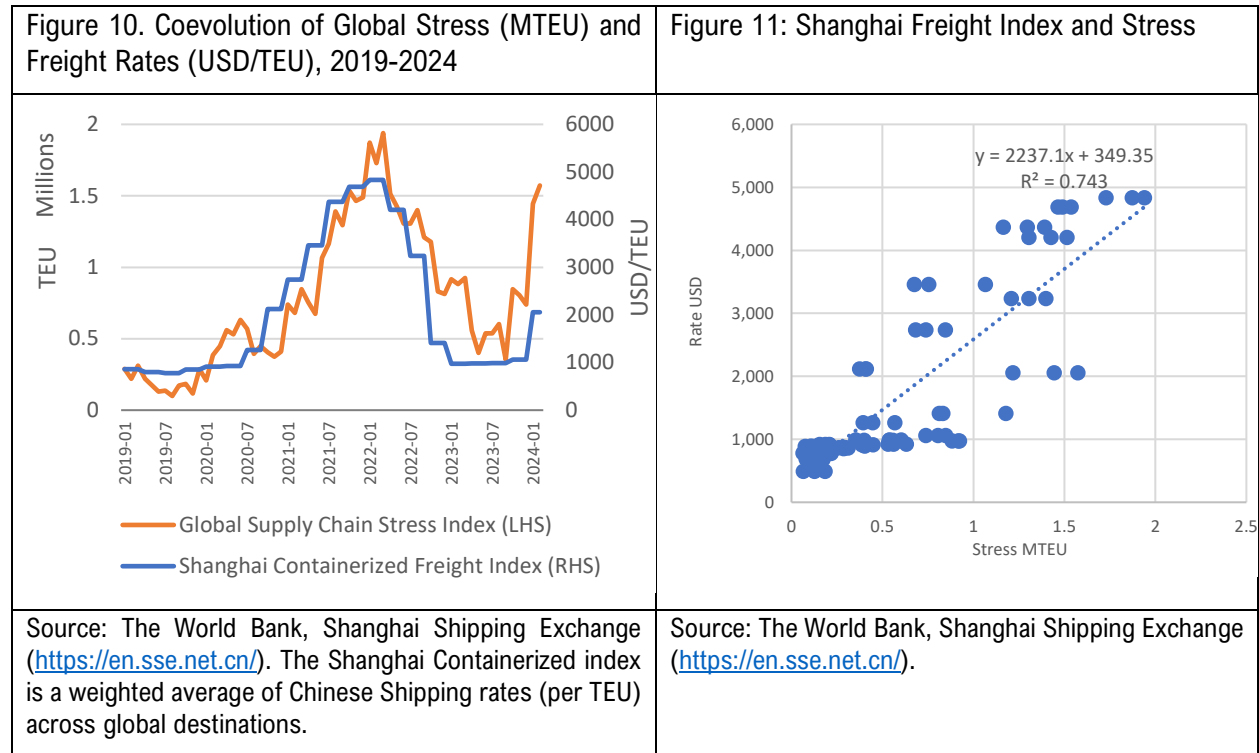 Figure 10. Coevolution of Global Stress (MTEU) and
Freight Rates (USD/TEU), 2019-2024
Figure 11: Shanghai Freight Index and Stress
TEU Millions
2
1.5
1
0.5
0
6000
5000
4000
3000
2000
1000
0
USD/TEU
2019-01
2019-07
2020-01
2020-07
2021-01
2021-07
2022-01
2022-07
2023-01
2023-07
2024-01
Global Supply Chain Stress Index (LHS)
Shanghai Containerized Freight Index (RHS)
6,000
5,000
4,000
3,000
2,000
1,000
0
Rate USD
y = 2237.1x + 349.35
R² = 0.743
0
0.5
1
1.5
2
2.5
Stress MTEU
Source: The World Bank, Shanghai Shipping Exchange
(https://en.sse.net.cn/). The Shanghai Containerized index
is a weighted average of Chinese Shipping rates (per TEU)
across global destinations.
Source: The World Bank, Shanghai Shipping Exchange
(https://en.sse.net.cn/).